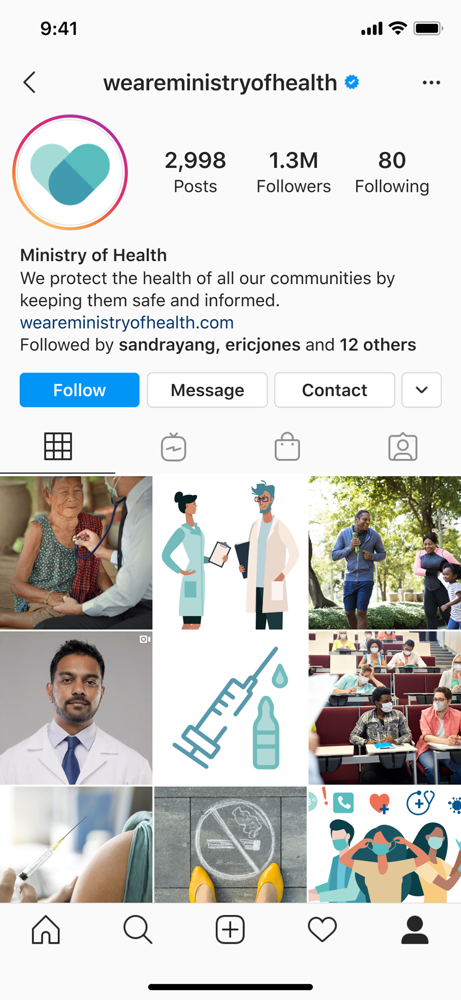 9:41
weareministryofhealth
2,998
Posts
1.3M
Followers
80
Following
Ministry of Health
We protect the health of all our communities by
keeping them safe and informed.
weareministryofhealth.com
Followed by sandrayang, ericjones and 12 others
Follow
Message
Contact